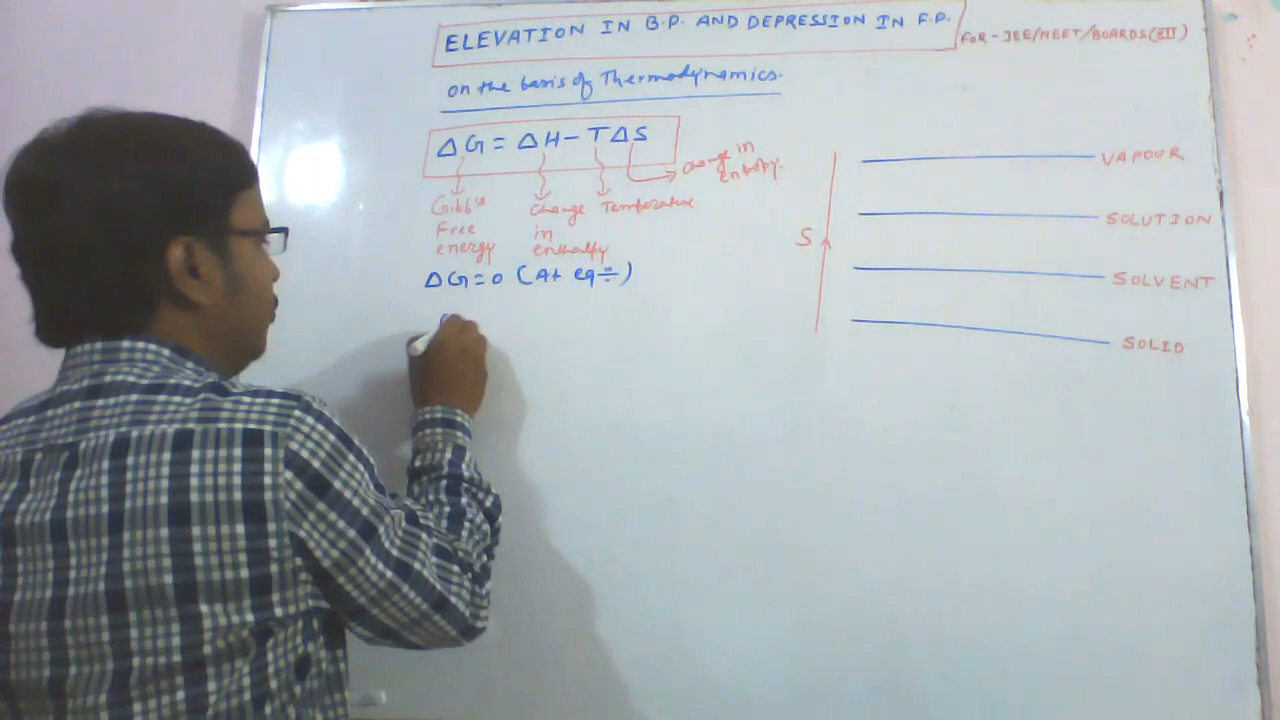 ELEVATION IN B.P. AND DEPRESSION IN F.P.
FOR - JEE/NEET/BOARDS(XII)
on the basis of Thermodynamics.
ΔG = ΔH - TΔS
Change in
Entropy.
Gibb's
Free
energy
Change
in
enthalpy
Temperature
ΔG = 0 (At eqm)
S
VAPOUR
SOLUTION
SOLVENT
SOLID